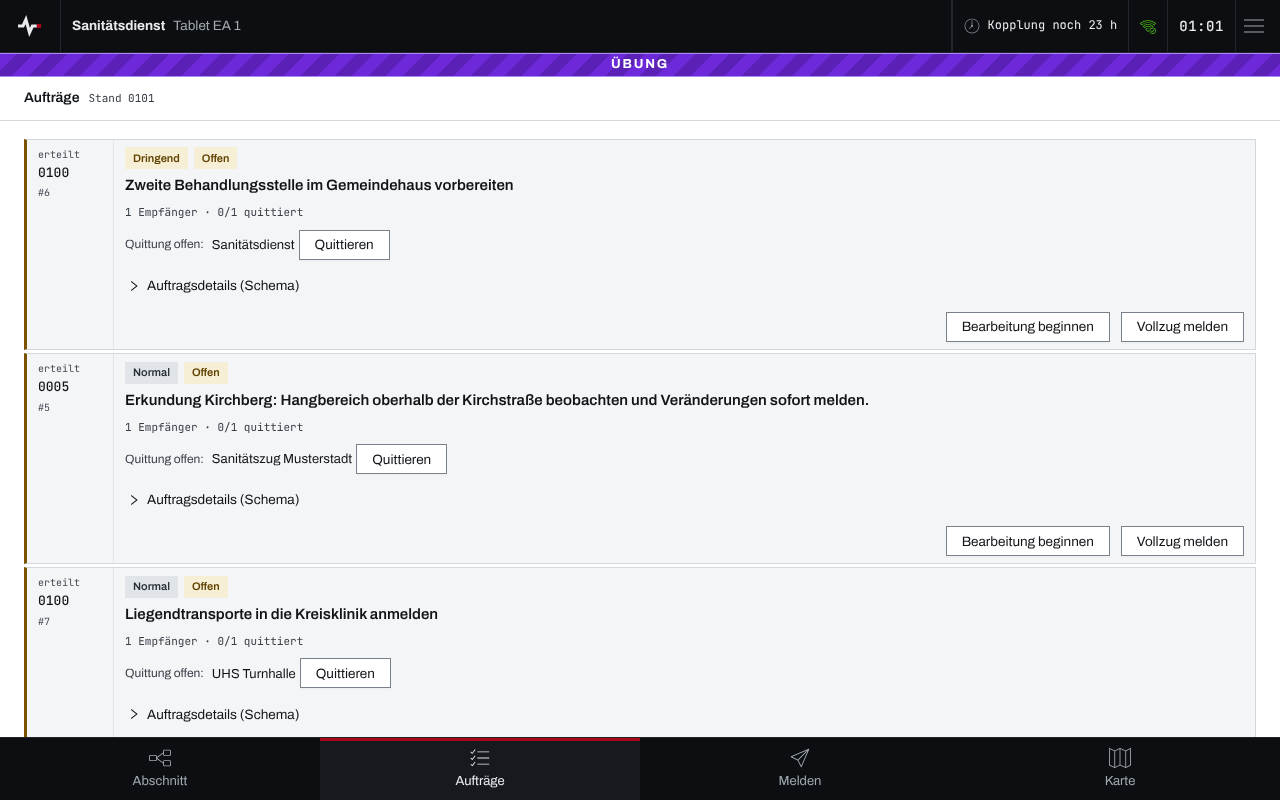 Sanitätsdienst Tablet EA 1
Kopplung noch 23 h
01:01
ÜBUNG
Aufträge Stand 0101
erteilt
0100
#6
Dringend Offen
Zweite Behandlungsstelle im Gemeindehaus vorbereiten
1 Empfänger · 0/1 quittiert
Quittung offen: Sanitätsdienst Quittieren
Auftragsdetails (Schema)
Bearbeitung beginnen Vollzug melden
erteilt
0005
#5
Normal Offen
Erkundung Kirchberg: Hangbereich oberhalb der Kirchstraße beobachten und Veränderungen sofort melden.
1 Empfänger · 0/1 quittiert
Quittung offen: Sanitätszug Musterstadt Quittieren
Auftragsdetails (Schema)
Bearbeitung beginnen Vollzug melden
erteilt
0100
#7
Normal Offen
Liegendtransporte in die Kreisklinik anmelden
1 Empfänger · 0/1 quittiert
Quittung offen: UHS Turnhalle Quittieren
Auftragsdetails (Schema)
Abschnitt Aufträge Melden Karte